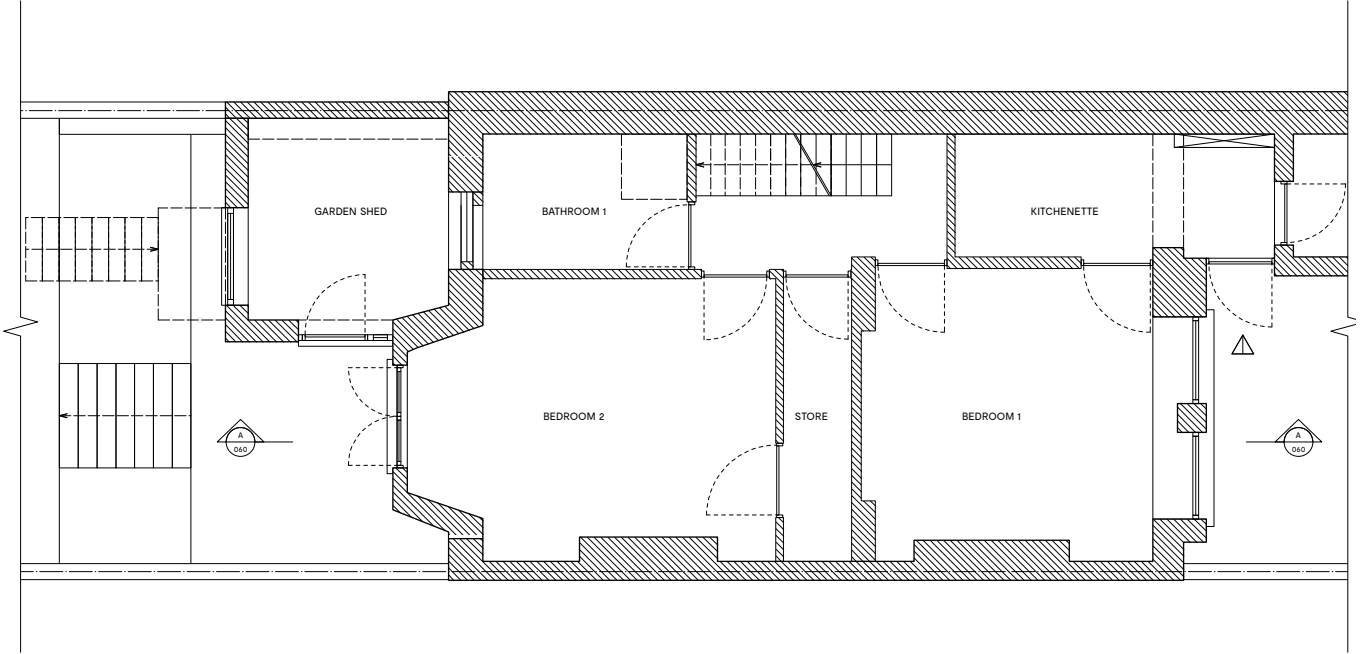 GARDEN SHED
BATHROOM 1
KITCHENETTE
BEDROOM 2
STORE
BEDROOM 1
A
060
A
060